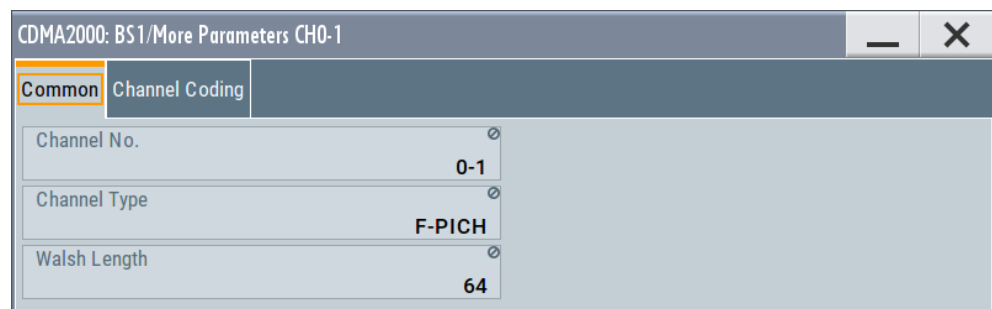 CDMA2000: BS1/More Parameters CH0-1
Common Channel Coding
Channel No.
0-1
Channel Type
F-PICH
Walsh Length
64